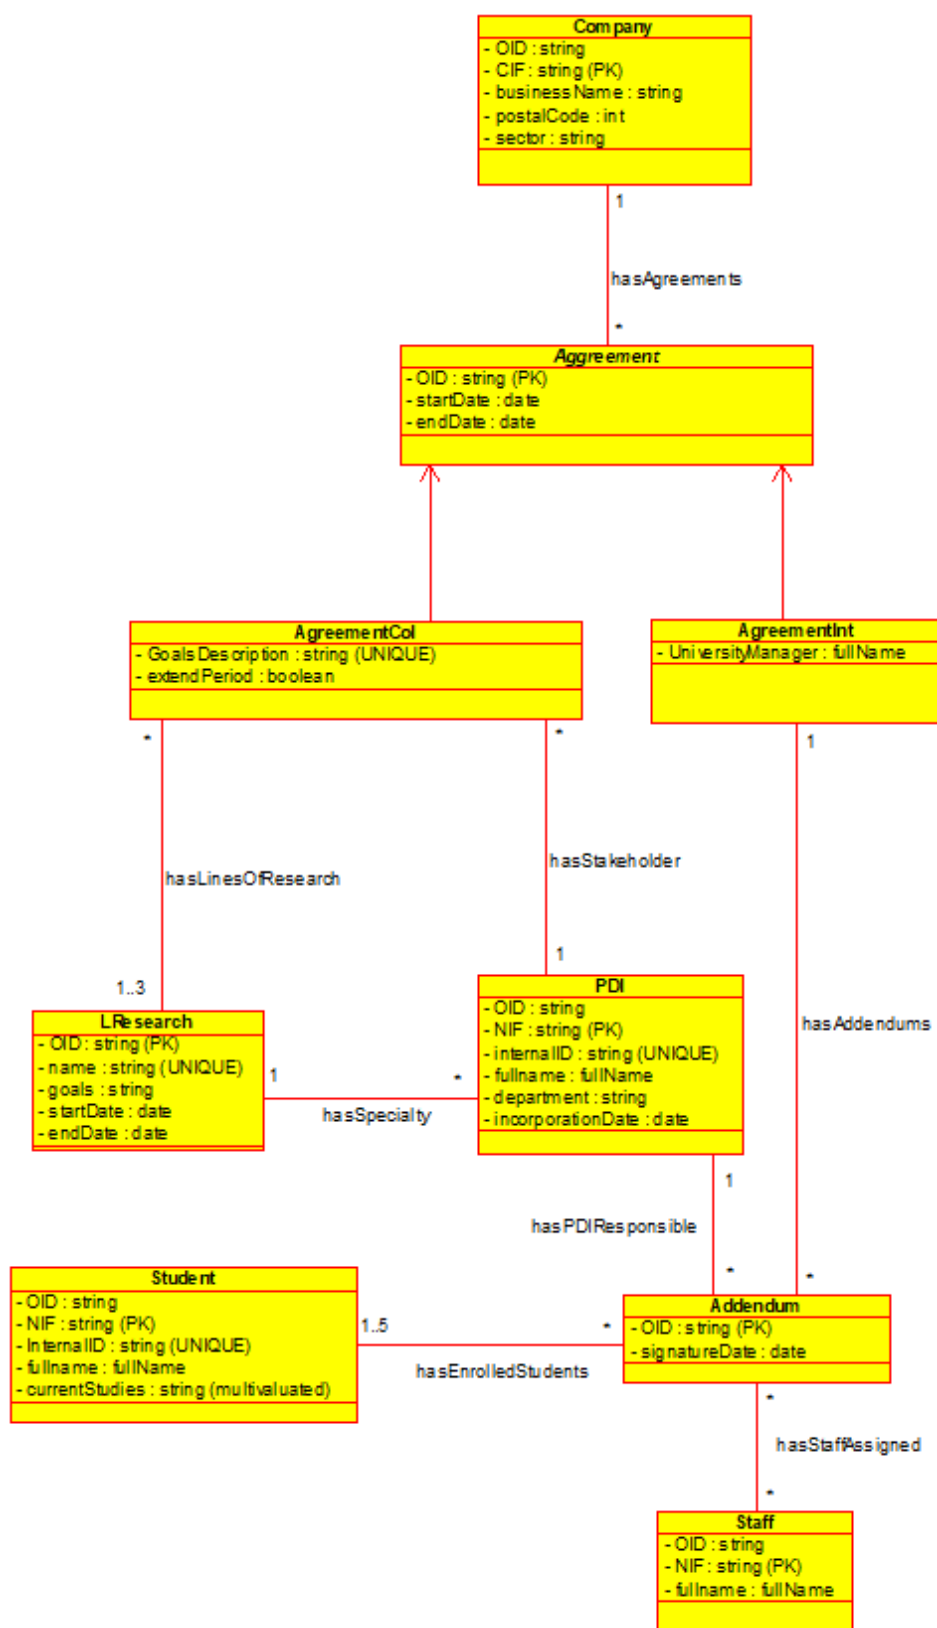 Company
- OID : string
- CIF : string (PK)
- businessName : string
- postalCode : int
- sector : string
1
hasAgreements
*
Aggreement
- OID : string (PK)
- startDate : date
- endDate : date
AgreementCol
- GoalsDescription : string (UNIQUE)
- extendPeriod : boolean
AgreementInt
- UniversityManager : fullName
*
*
1
hasLinesOfResearch
hasStakeholder
1..3
1
LResearch
- OID : string (PK)
- name : string (UNIQUE)
- goals : string
- startDate : date
- endDate : date
PDI
- OID : string
- NIF : string (PK)
- internalID : string (UNIQUE)
- fullname : fullName
- department : string
- incorporationDate : date
hasAddendums
1
*
hasSpecialty
1
hasPDIResponsible
*
*
Student
- OID : string
- NIF : string (PK)
- InternalID : string (UNIQUE)
- fullname : fullName
- currentStudies : string (multivaluated)
1..5
*
hasEnrolledStudents
Addendum
- OID : string (PK)
- signatureDate : date
*
hasStaffAssigned
*
Staff
- OID : string
- NIF : string (PK)
- fullname : fullName